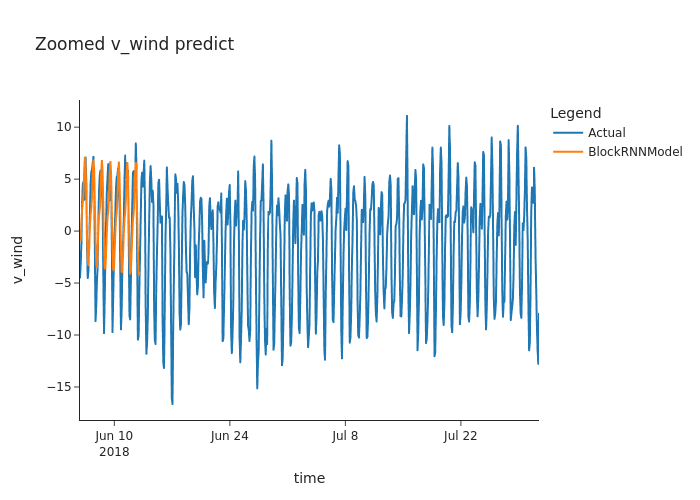 Zoomed v_wind predict
Legend
Actual
BlockRNNModel
10
5
0
−5
−10
−15
v_wind
Jun 10
2018
Jun 24
Jul 8
Jul 22
time